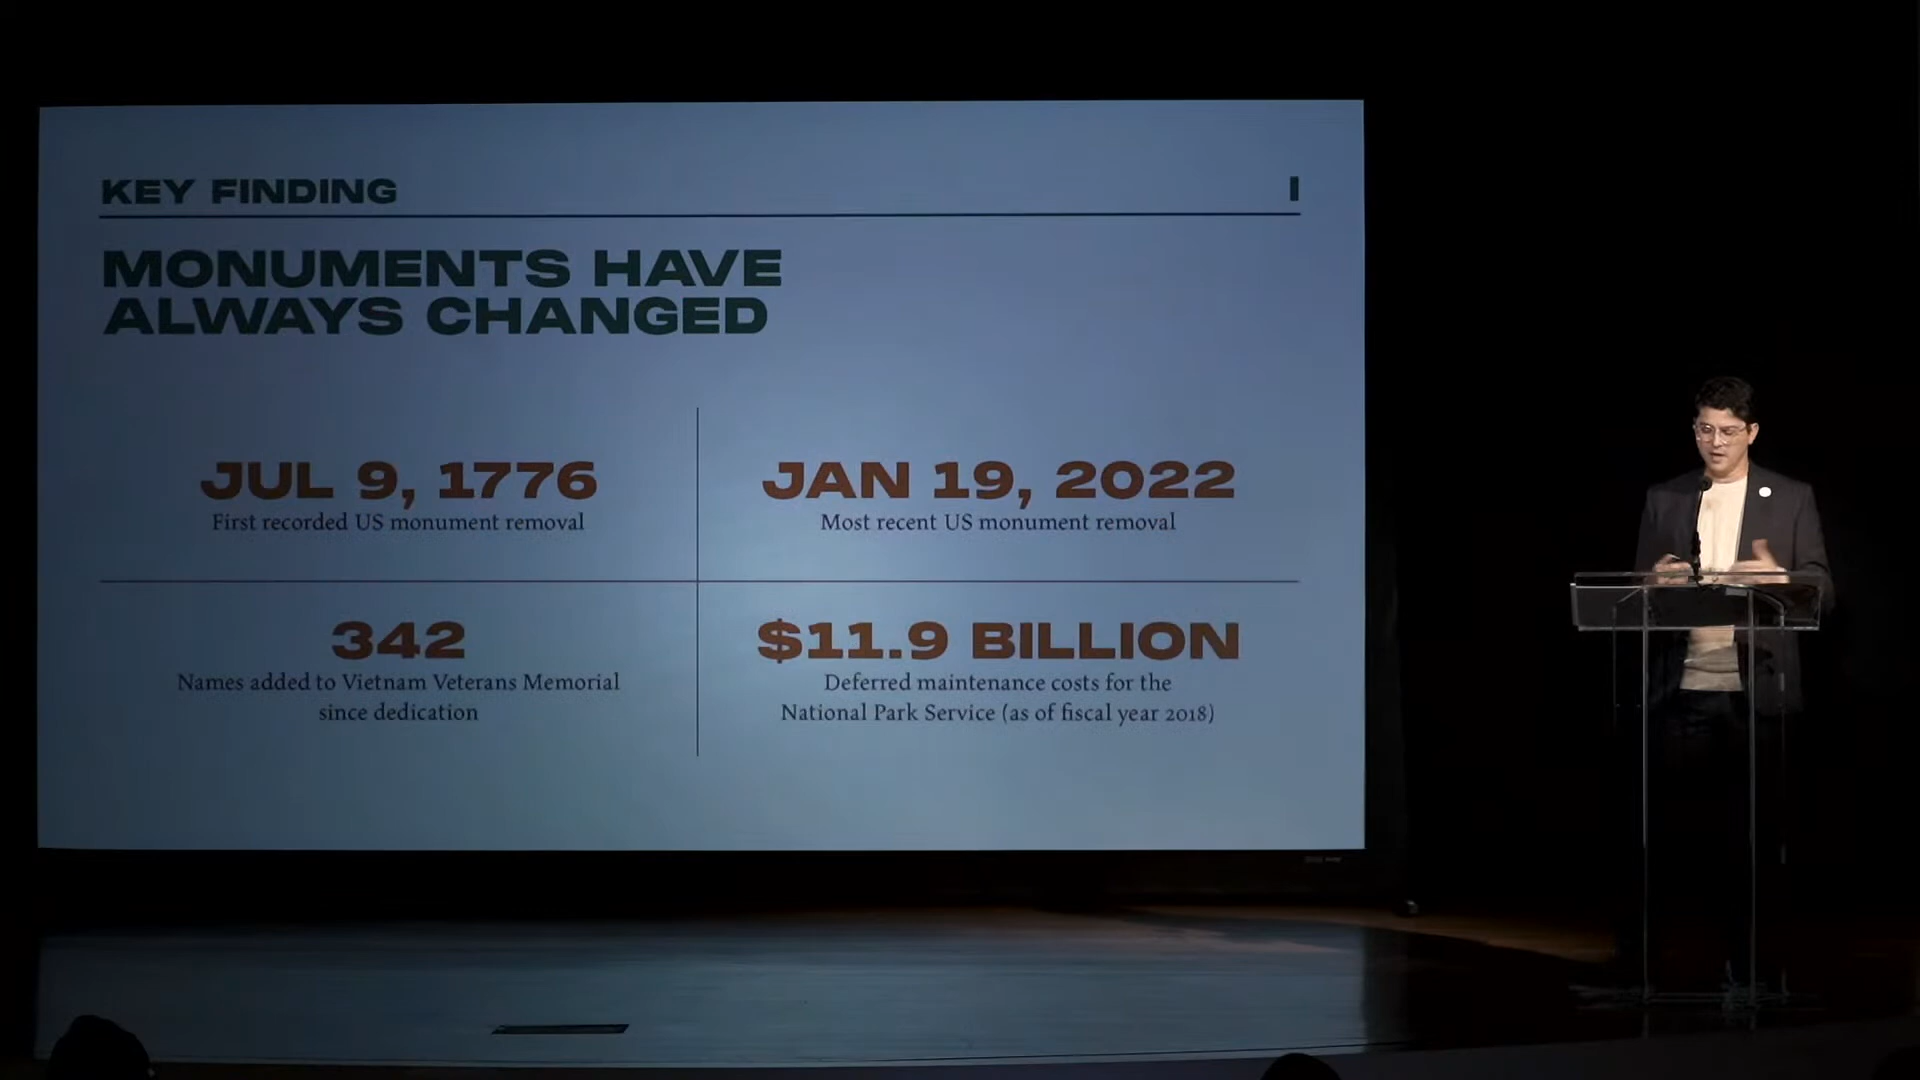 KEY FINDING
I
MONUMENTS HAVE
ALWAYS CHANGED
JUL 9, 1776
First recorded US monument removal
JAN 19, 2022
Most recent US monument removal
342
Names added to Vietnam Veterans Memorial
since dedication
$11.9 BILLION
Deferred maintenance costs for the
National Park Service (as of fiscal year 2018)